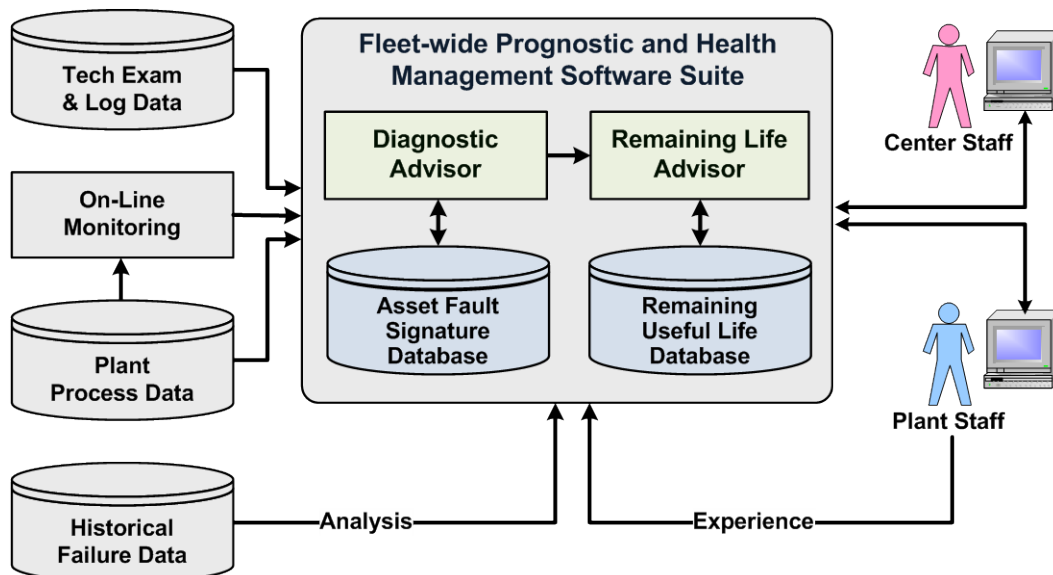 Fleet-wide Prognostic and Health
Management Software Suite
Tech Exam
& Log Data
On-Line
Monitoring
Plant
Process Data
Historical
Failure Data
Diagnostic
Advisor
Remaining Life
Advisor
Asset Fault
Signature
Database
Remaining
Useful Life
Database
Center Staff
Plant Staff
Analysis
Experience